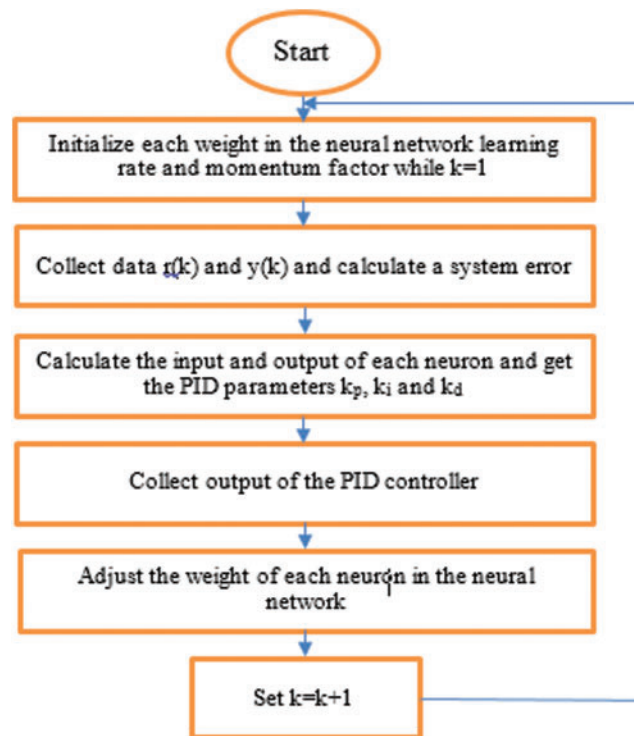 Start
Initialize each weight in the neural network learning
rate and momentum factor while k=1
Collect data r(k) and y(k) and calculate a system error
Calculate the input and output of each neuron and get
the PID parameters kp, ki and kd
Collect output of the PID controller
Adjust the weight of each neuron in the neural
network
Set k=k+1